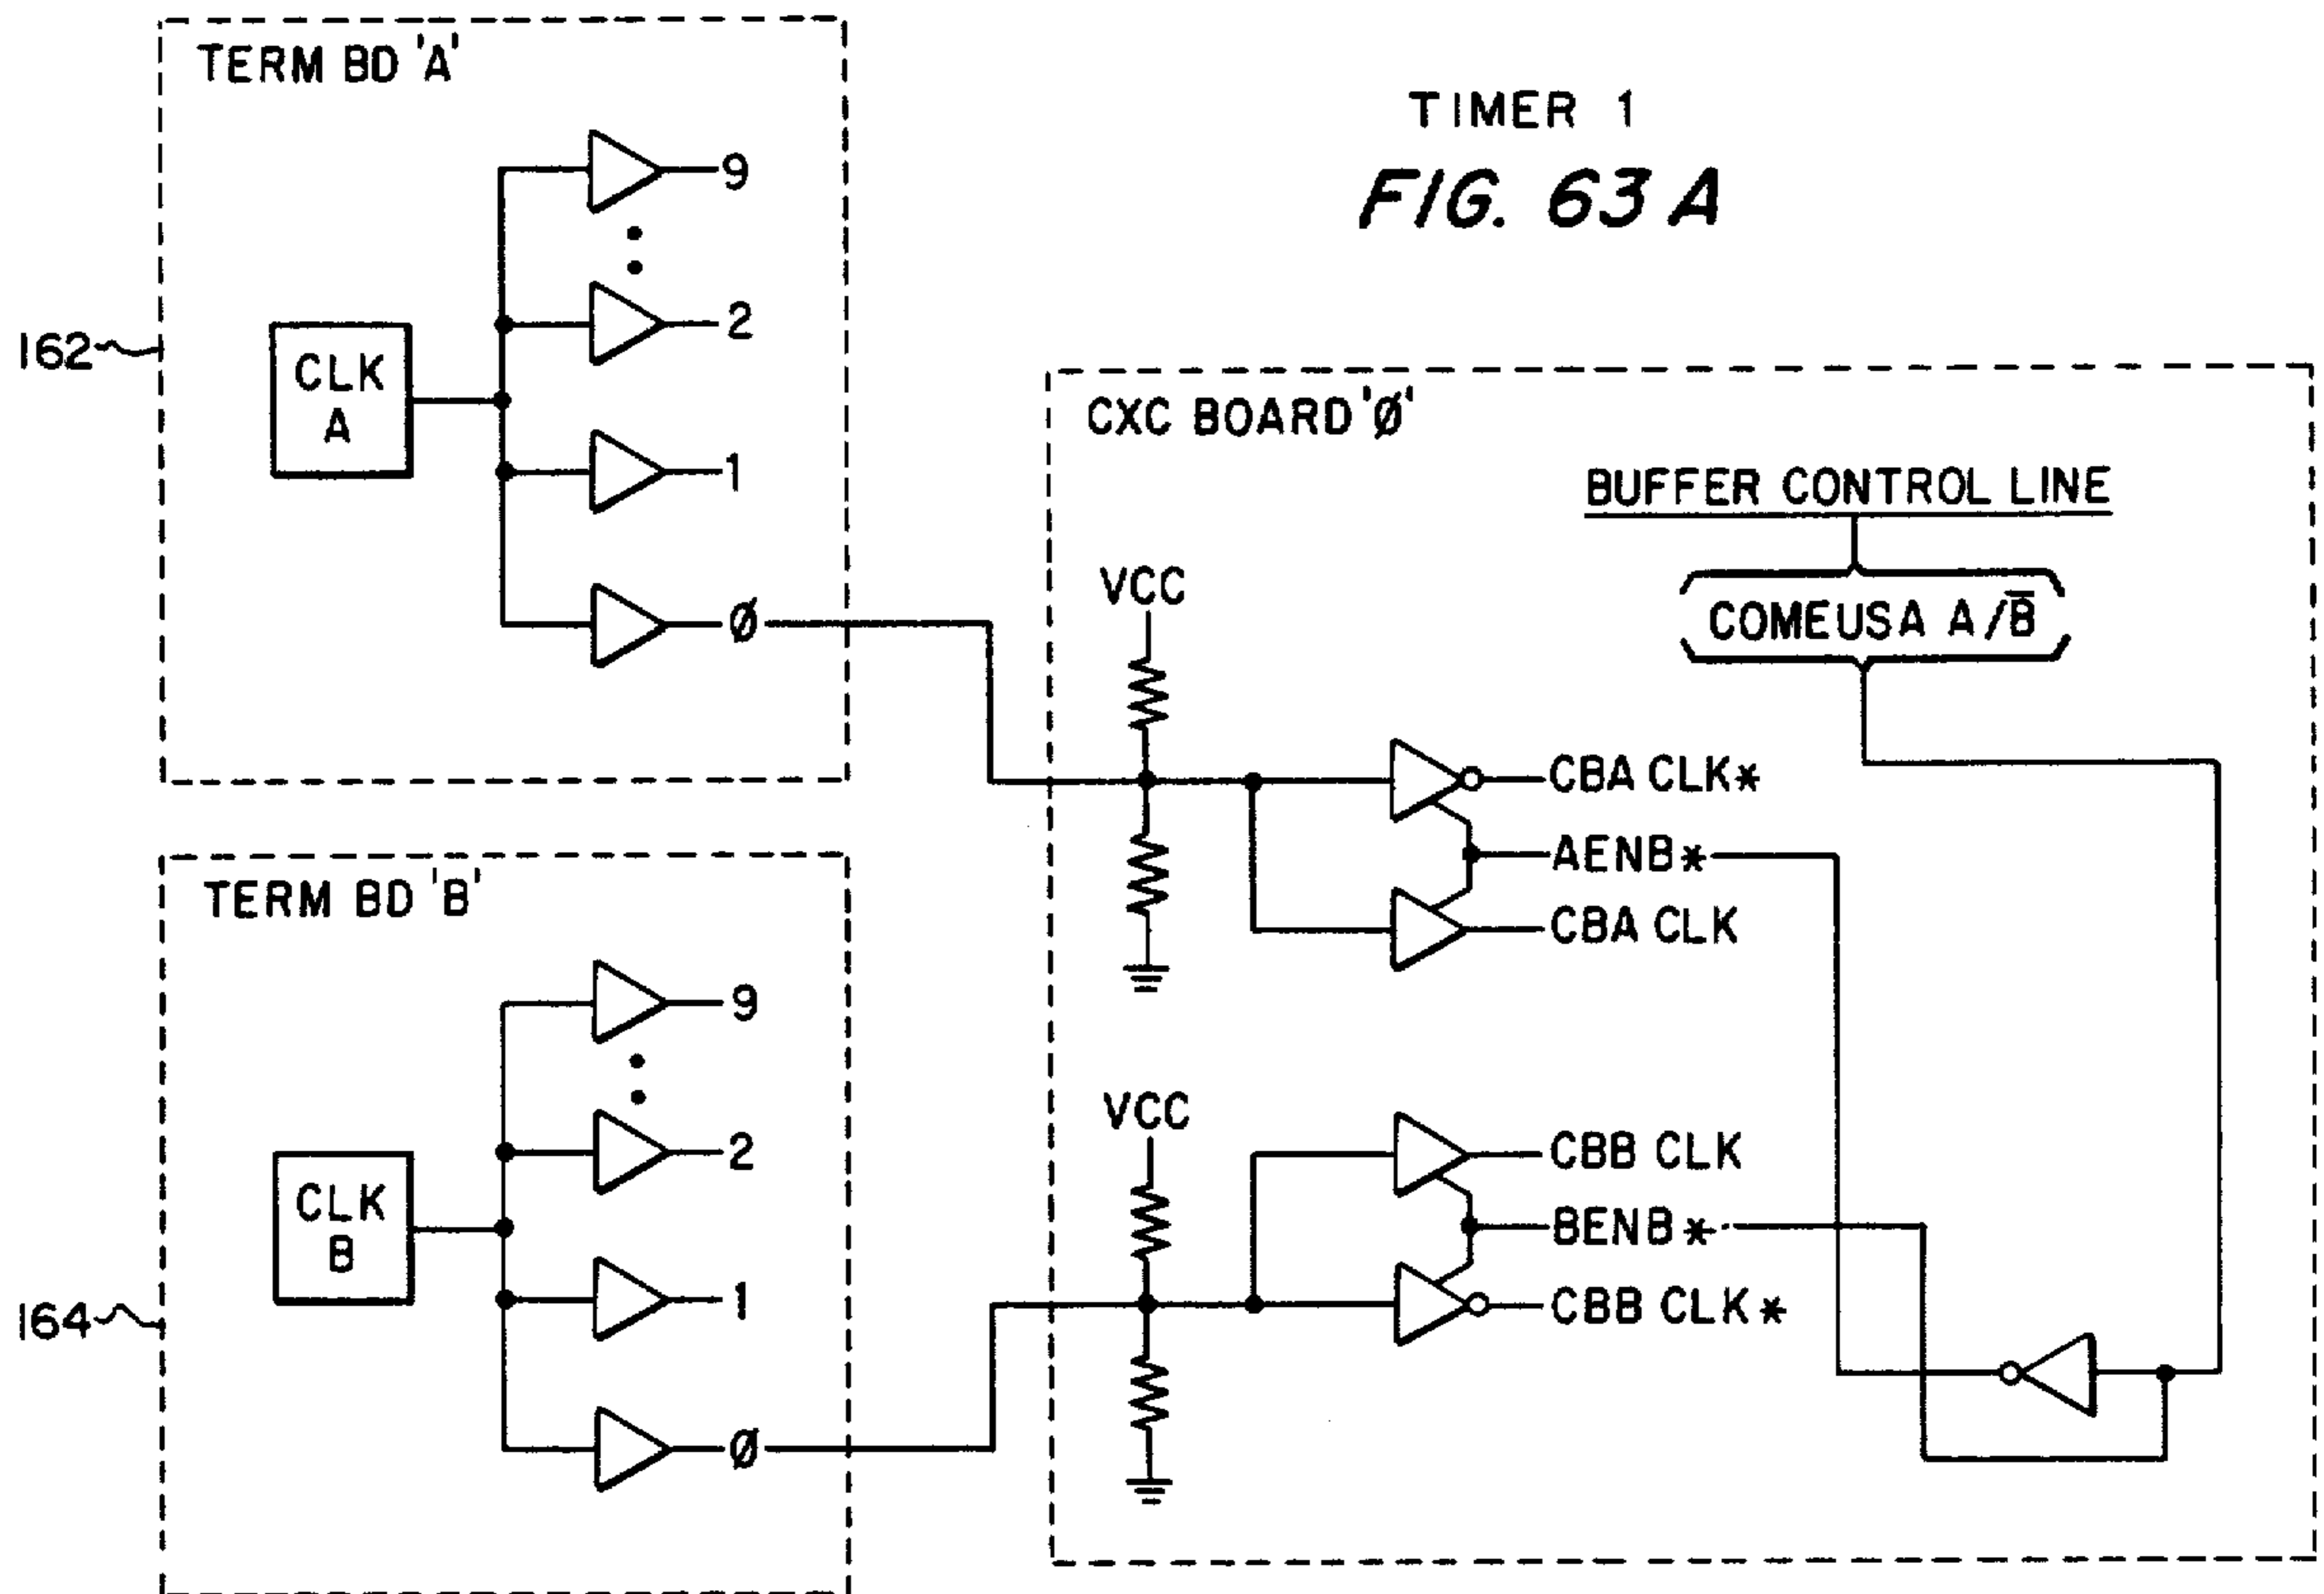 TERM BD 'A'
TIMER 1
FIG. 63A
9
2
1
Ø
CLK
A
162
CXC BOARD 'Ø'
BUFFER CONTROL LINE
COMEUSA A/B̅
VCC
CBA CLK*
AENB*
CBA CLK
TERM BD 'B'
9
2
1
Ø
CLK
B
164
VCC
CBB CLK
BENB*
CBB CLK*